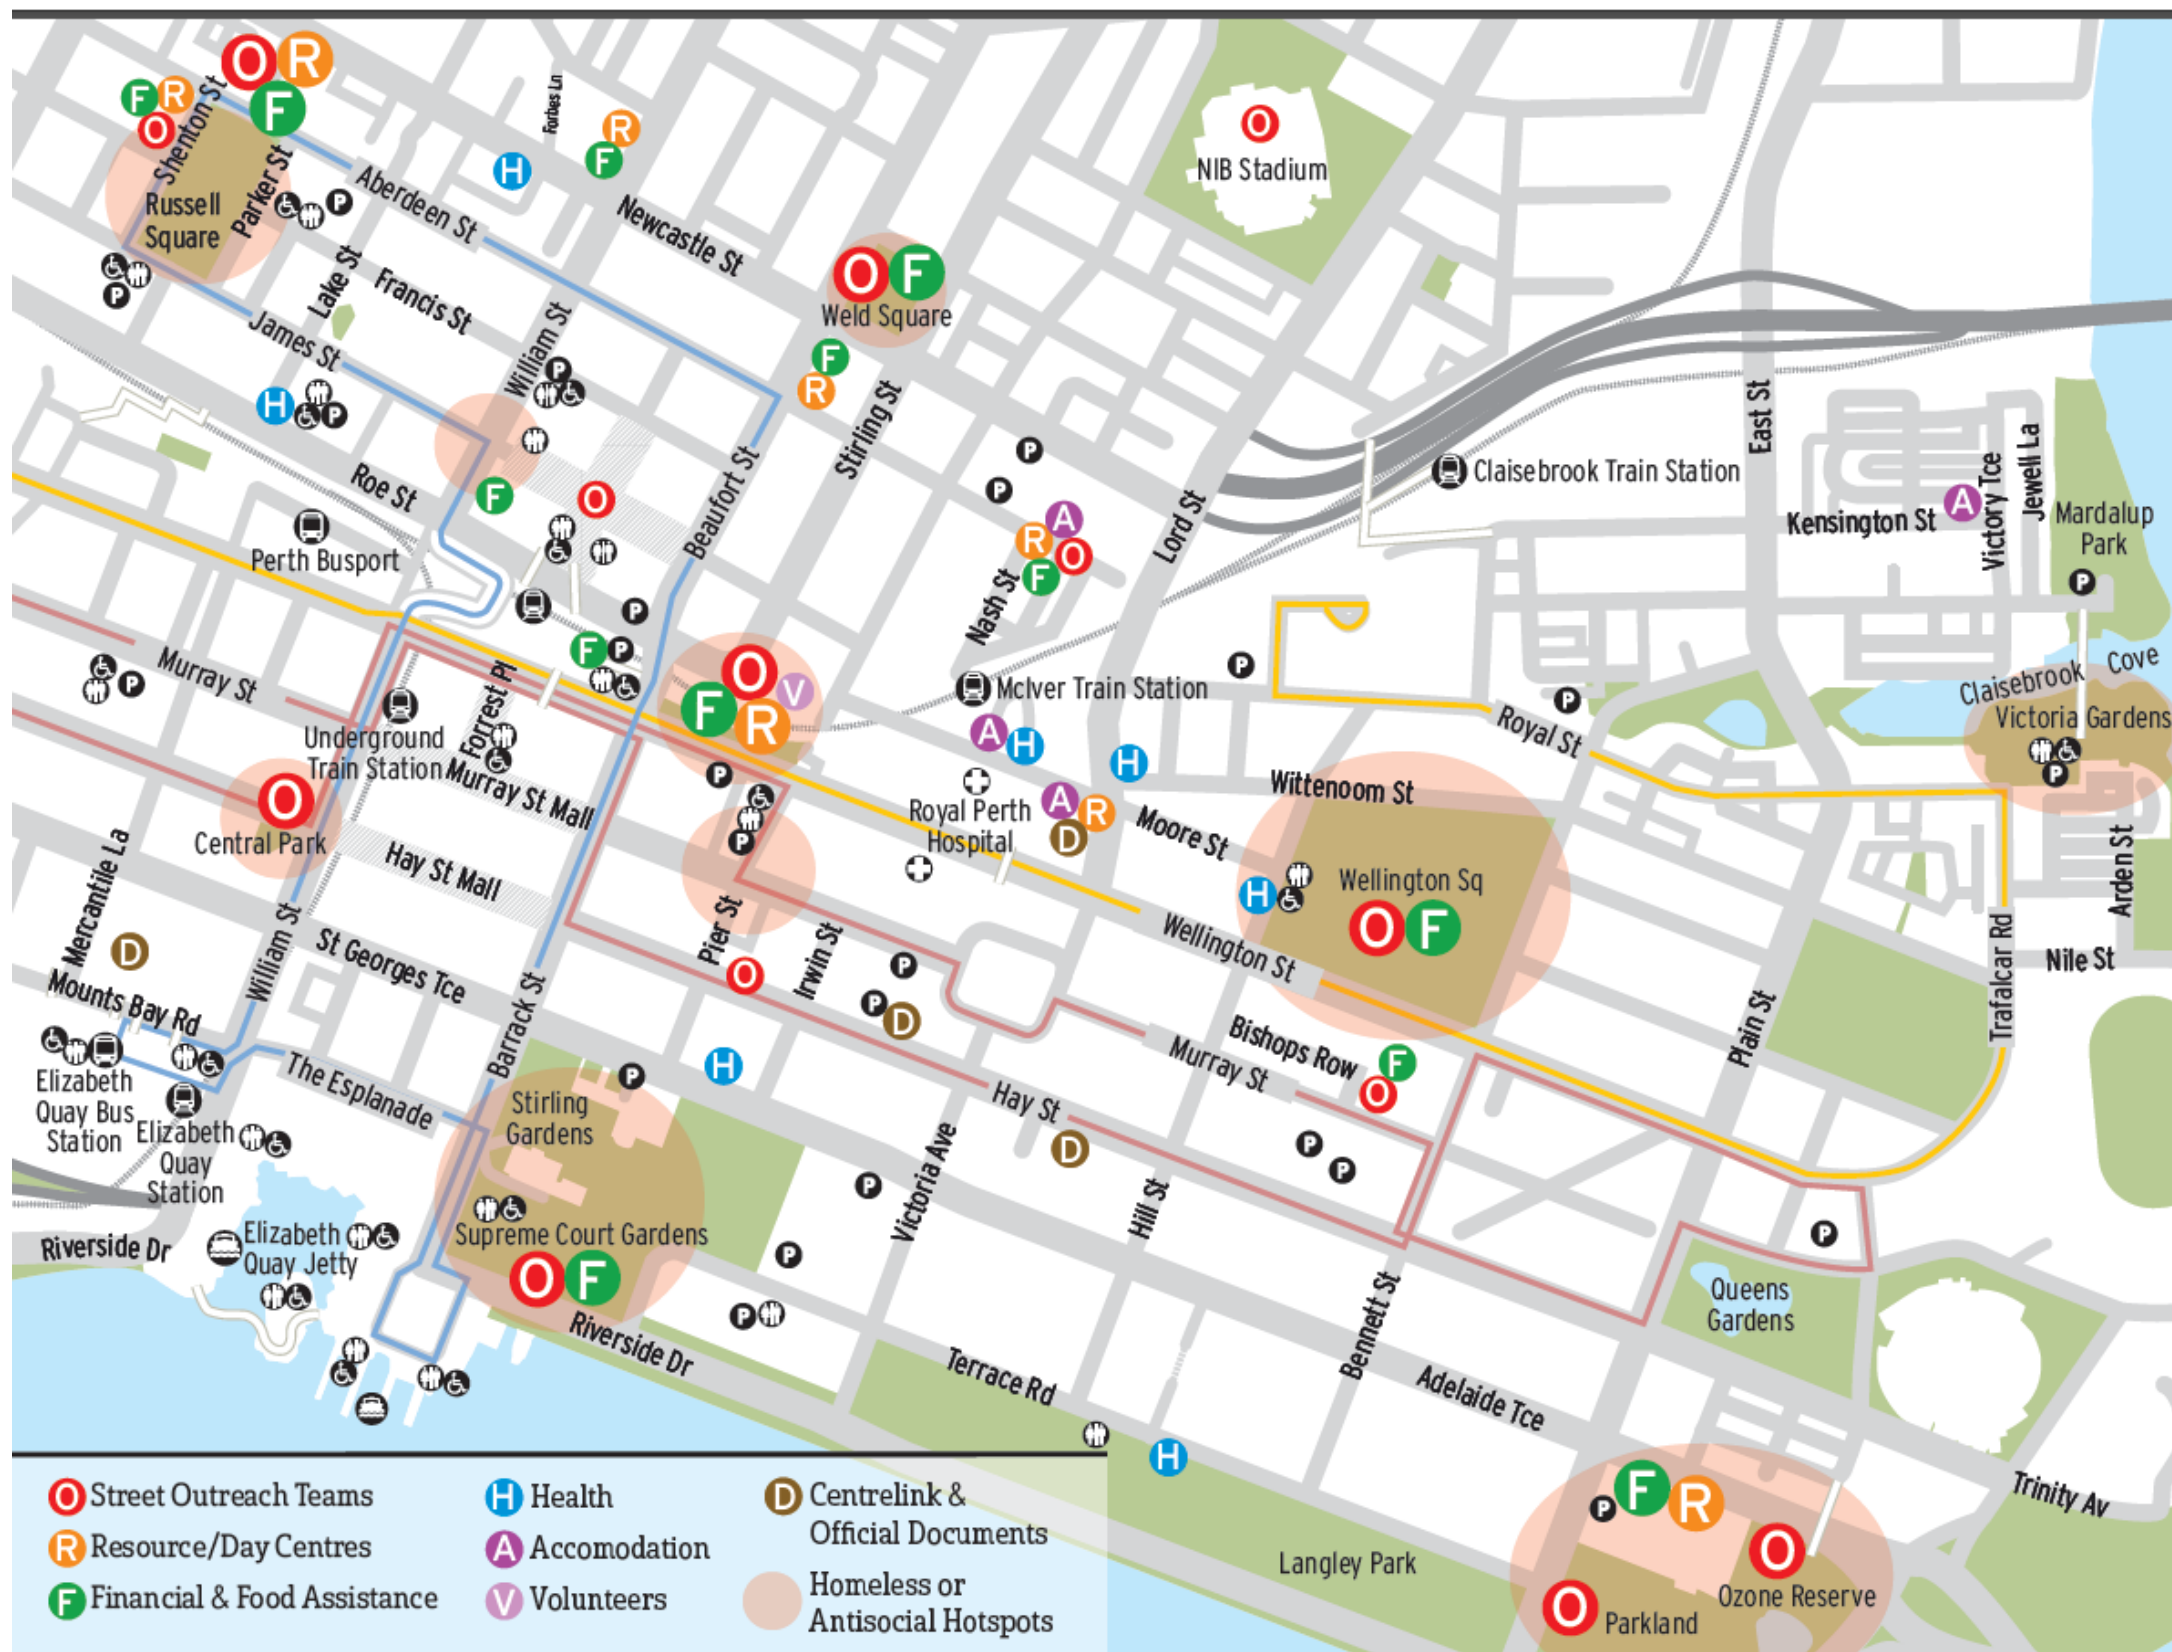 O R
F R
F
O
Shenton St
Parker St
Russell
Square
Forbes Ln
R
H
F
O
NIB Stadium
Aberdeen St
P
Newcastle St
O F
Weld Square
Lake St
Francis St
P
James St
William St
P
F
R
H
P
Stirling St
East St
Roe St
F
O
Beaufort St
P
P
A
R
O
F
Nash St
Lord St
Claisebrook Train Station
A
Kensington St
Victory Tce
Jewell La
Mardalup
Park
P
Perth Busport
P
F P
Murray St
P
O
V
F
R
McIver Train Station
P
P
Royal St
Claisebrook Cove
Victoria Gardens
P
Underground
Train Station
Forrest Pl
Murray St Mall
P
P
A H
H
Royal Perth
Hospital
A R
D
Moore St
Wittenoom St
O
Central Park
Hay St Mall
Mercantile La
D
William St
St Georges Tce
Mounts Bay Rd
Pier St
O
Irwin St
P
P
D
Wellington St
H
Wellington Sq
O F
Arden St
Nile St
Trafalcar Rd
Plain St
Barrack St
The Esplanade
Elizabeth
Quay Bus
Station
Elizabeth
Quay
Station
Stirling
Gardens
P
H
Hay St
D
Murray St
Bishops Row
F
O
P
P
Victoria Ave
P
Hill St
Riverside Dr
Elizabeth
Quay Jetty
Supreme Court Gardens
O F
P
P
Riverside Dr
Bennett St
P
Queens
Gardens
Terrace Rd
H
Adelaide Tce
Trinity Av
Langley Park
P
F R
O
Ozone Reserve
O
Parkland
O Street Outreach Teams
R Resource/Day Centres
F Financial & Food Assistance
H Health
A Accomodation
V Volunteers
D Centrelink &
Official Documents
Homeless or
Antisocial Hotspots